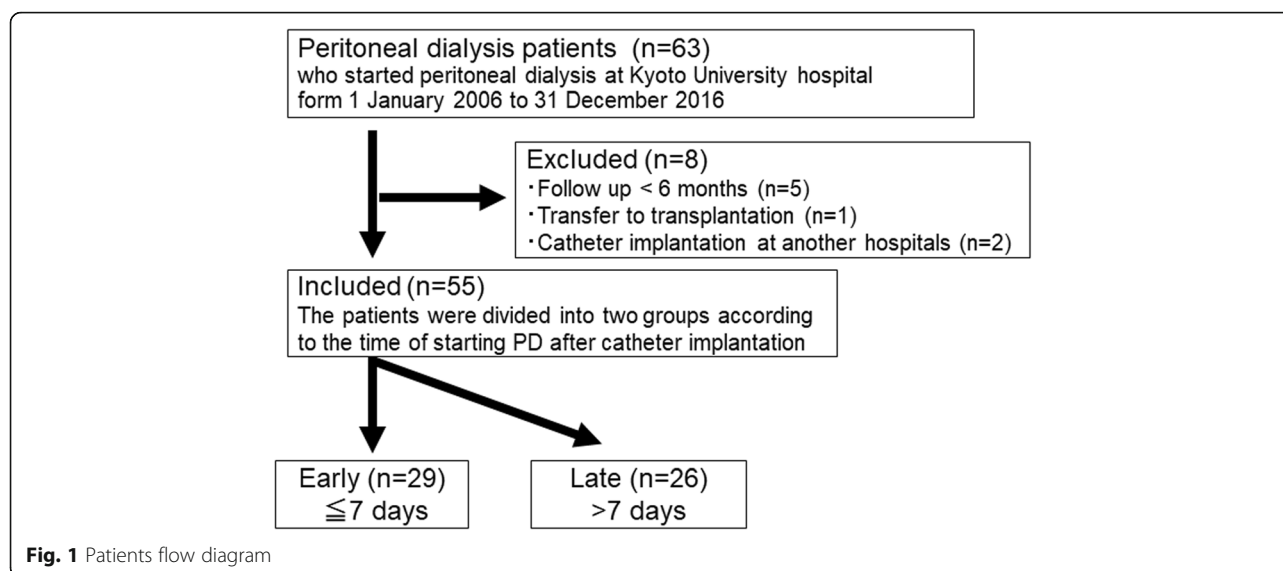 Peritoneal dialysis patients (n=63)
who started peritoneal dialysis at Kyoto University hospital
form 1 January 2006 to 31 December 2016
Excluded (n=8)
・Follow up < 6 months (n=5)
・Transfer to transplantation (n=1)
・Catheter implantation at another hospitals (n=2)
Included (n=55)
The patients were divided into two groups according
to the time of starting PD after catheter implantation
Early (n=29)
≦7 days
Late (n=26)
>7 days
Fig. 1 Patients flow diagram